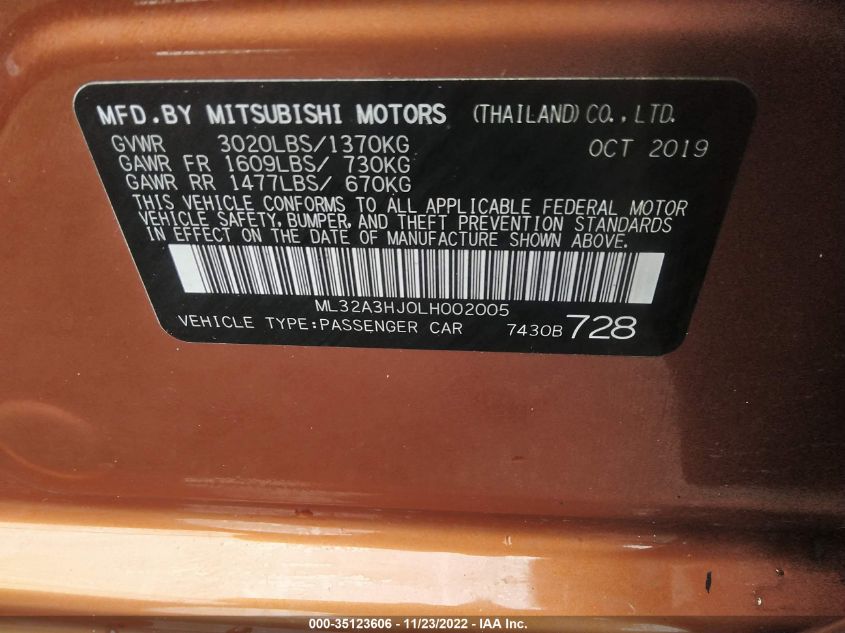 MFD.BY MITSUBISHI MOTORS (THAILAND)CO.,LTD.
GVWR 3020LBS/1370KG OCT 2019
GAWR FR 1609LBS/ 730KG
GAWR RR 1477LBS/ 670KG
THIS VEHICLE CONFORMS TO ALL APPLICABLE FEDERAL MOTOR
VEHICLE SAFETY, BUMPER, AND THEFT PREVENTION STANDARDS
IN EFFECT ON THE DATE OF MANUFACTURE SHOWN ABOVE.
ML32A3HJ0LH002005
VEHICLE TYPE:PASSENGER CAR 7430B 728
000-35123606 - 11/23/2022 - IAA Inc.